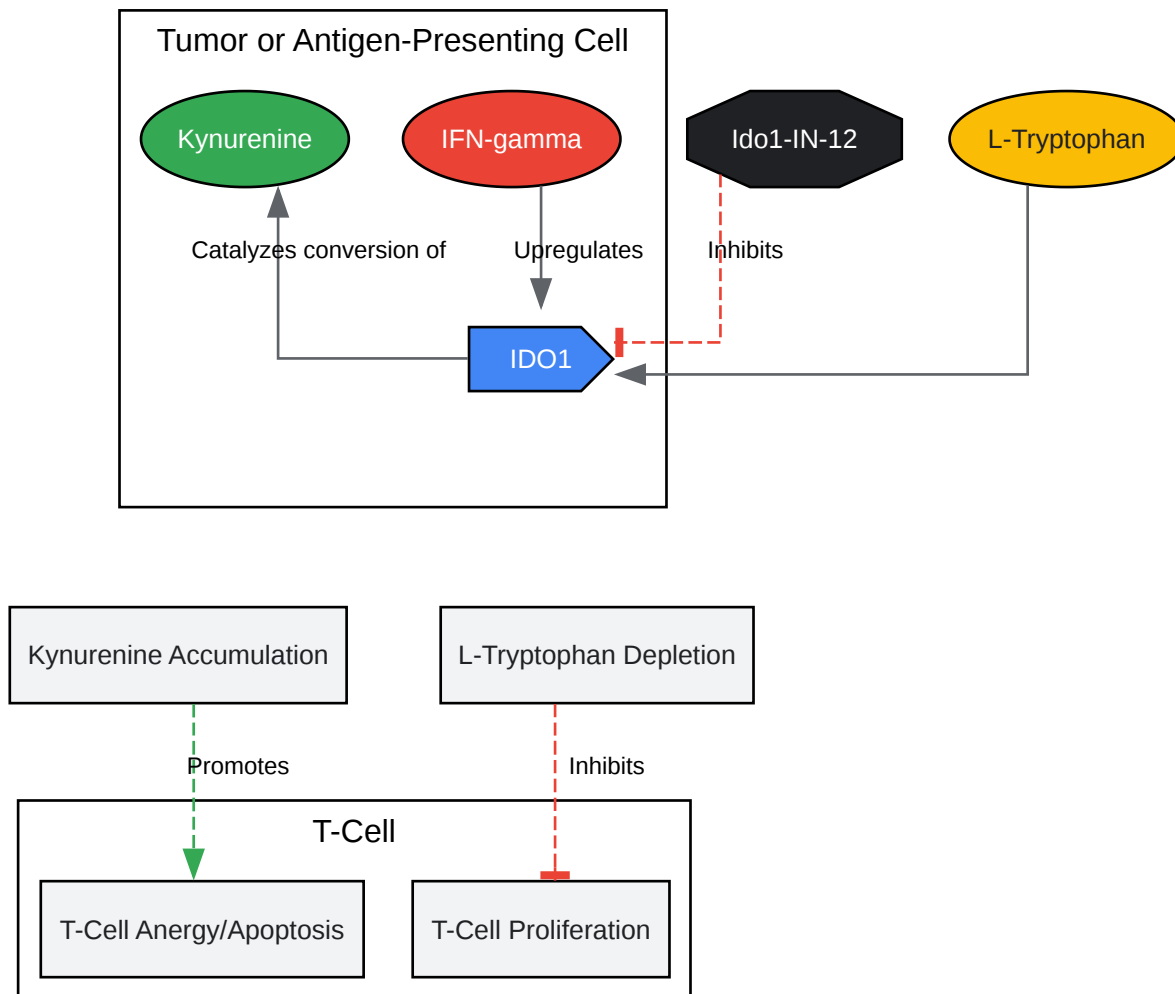 Tumor or Antigen-Presenting Cell
Kynurenine
IFN-gamma
Ido1-IN-12
L-Tryptophan
Catalyzes conversion of
Upregulates
Inhibits
IDO1
Kynurenine Accumulation
L-Tryptophan Depletion
Promotes
Inhibits
T-Cell
T-Cell Anergy/Apoptosis
T-Cell Proliferation